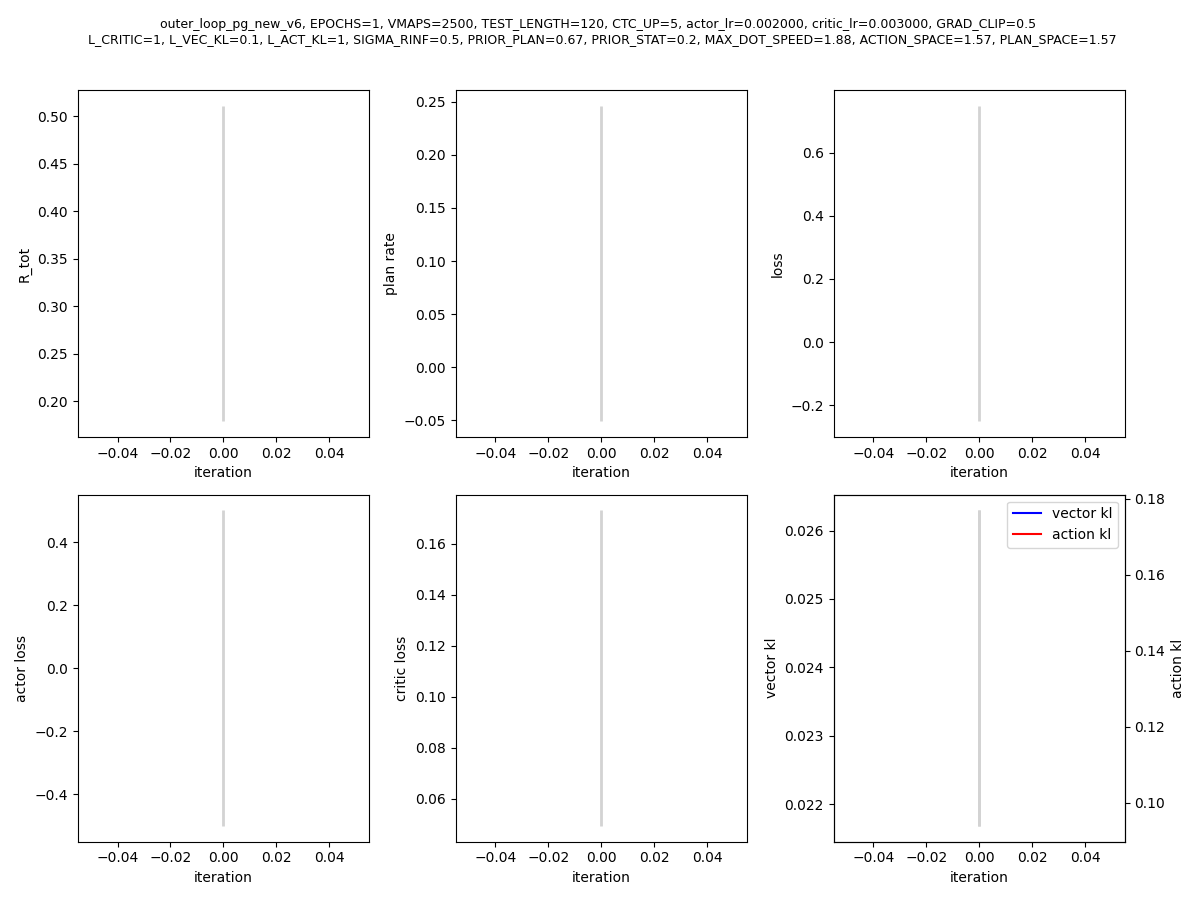 outer_loop_pg_new_v6, EPOCHS=1, VMAPS=2500, TEST_LENGTH=120, CTC_UP=5, actor_lr=0.002000, critic_lr=0.003000, GRAD_CLIP=0.5
L_CRITIC=1, L_VEC_KL=0.1, L_ACT_KL=1, SIGMA_RINF=0.5, PRIOR_PLAN=0.67, PRIOR_STAT=0.2, MAX_DOT_SPEED=1.88, ACTION_SPACE=1.57, PLAN_SPACE=1.57
R_tot
0.50
0.45
0.40
0.35
0.30
0.25
0.20
−0.04 −0.02 0.00 0.02 0.04
iteration
plan rate
0.25
0.20
0.15
0.10
0.05
0.00
−0.05
−0.04 −0.02 0.00 0.02 0.04
iteration
loss
0.6
0.4
0.2
0.0
−0.2
−0.04 −0.02 0.00 0.02 0.04
iteration
actor loss
0.4
0.2
0.0
−0.2
−0.4
−0.04 −0.02 0.00 0.02 0.04
iteration
critic loss
0.16
0.14
0.12
0.10
0.08
0.06
−0.04 −0.02 0.00 0.02 0.04
iteration
vector kl
0.026
0.025
0.024
0.023
0.022
vector kl
action kl
0.18
0.16
0.14
0.12
0.10
action kl
−0.04 −0.02 0.00 0.02 0.04
iteration